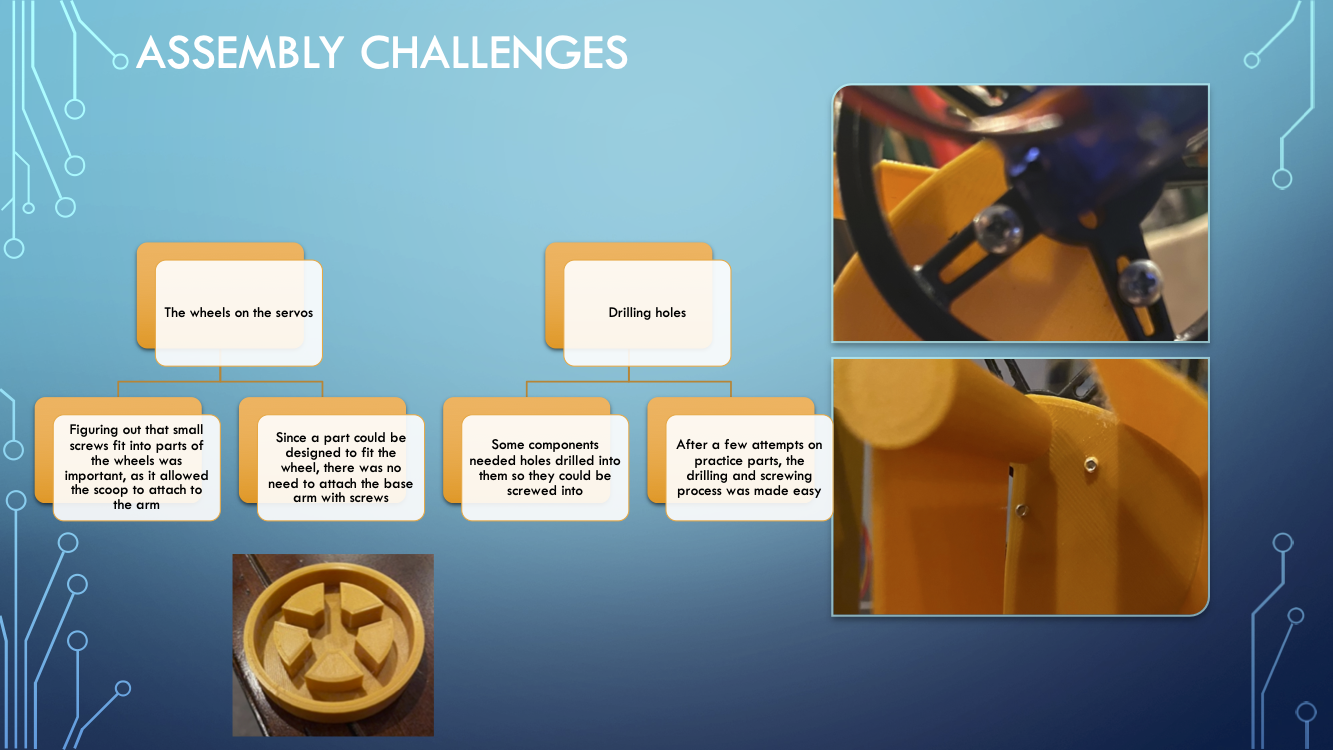 ASSEMBLY CHALLENGES
The wheels on the servos
Drilling holes
Figuring out that small
screws fit into parts of
the wheels was
important, as it allowed
the scoop to attach to
the arm
Since a part could be
designed to fit the
wheel, there was no
need to attach the base
arm with screws
Some components
needed holes drilled into
them so they could be
screwed into
After a few attempts on
practice parts, the
drilling and screwing
process was made easy